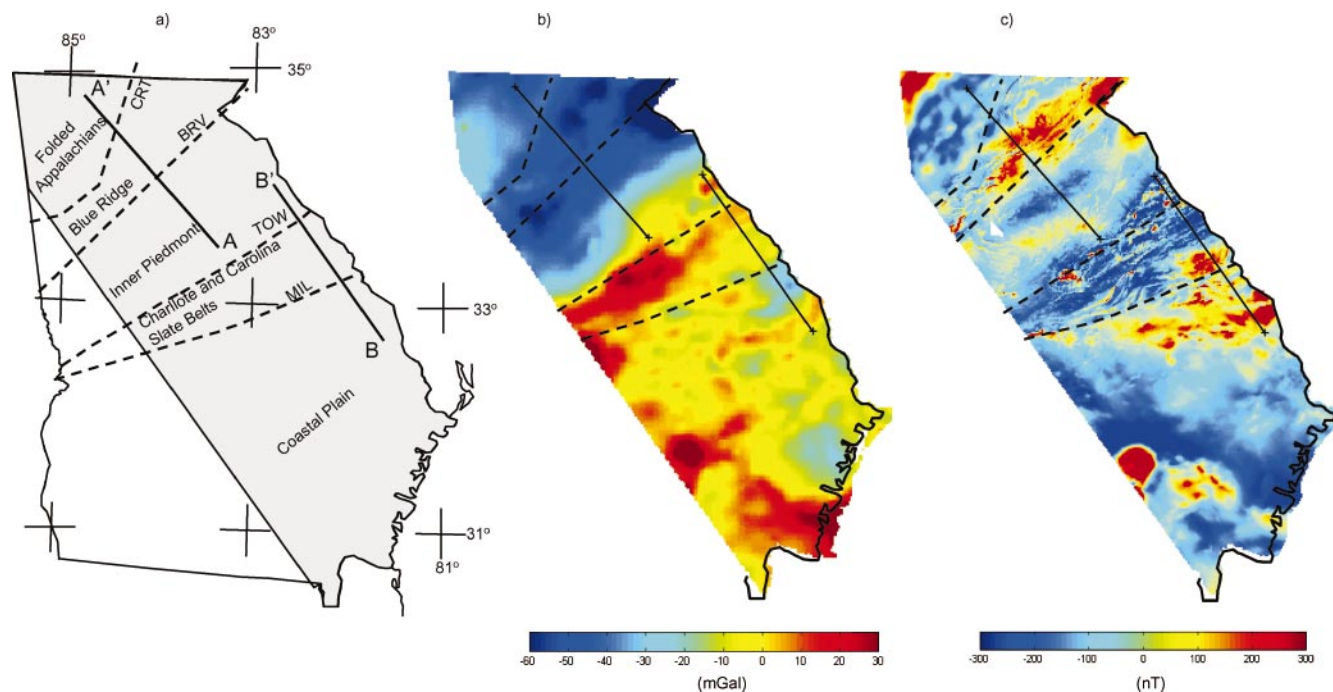 a)
b)
c)
85°
83°
35°
A'
CRT
Folded
Appalachians
BRV
Blue Ridge
B'
Inner Piedmont
A
TOW
Charllote and Carolina
Slate Belts
MIL
33°
B
Coastal Plain
31°
81°
-60 -50 -40 -30 -20 -10 0 10 20 30
(mGal)
-300 -200 -100 0 100 200 300
(nT)